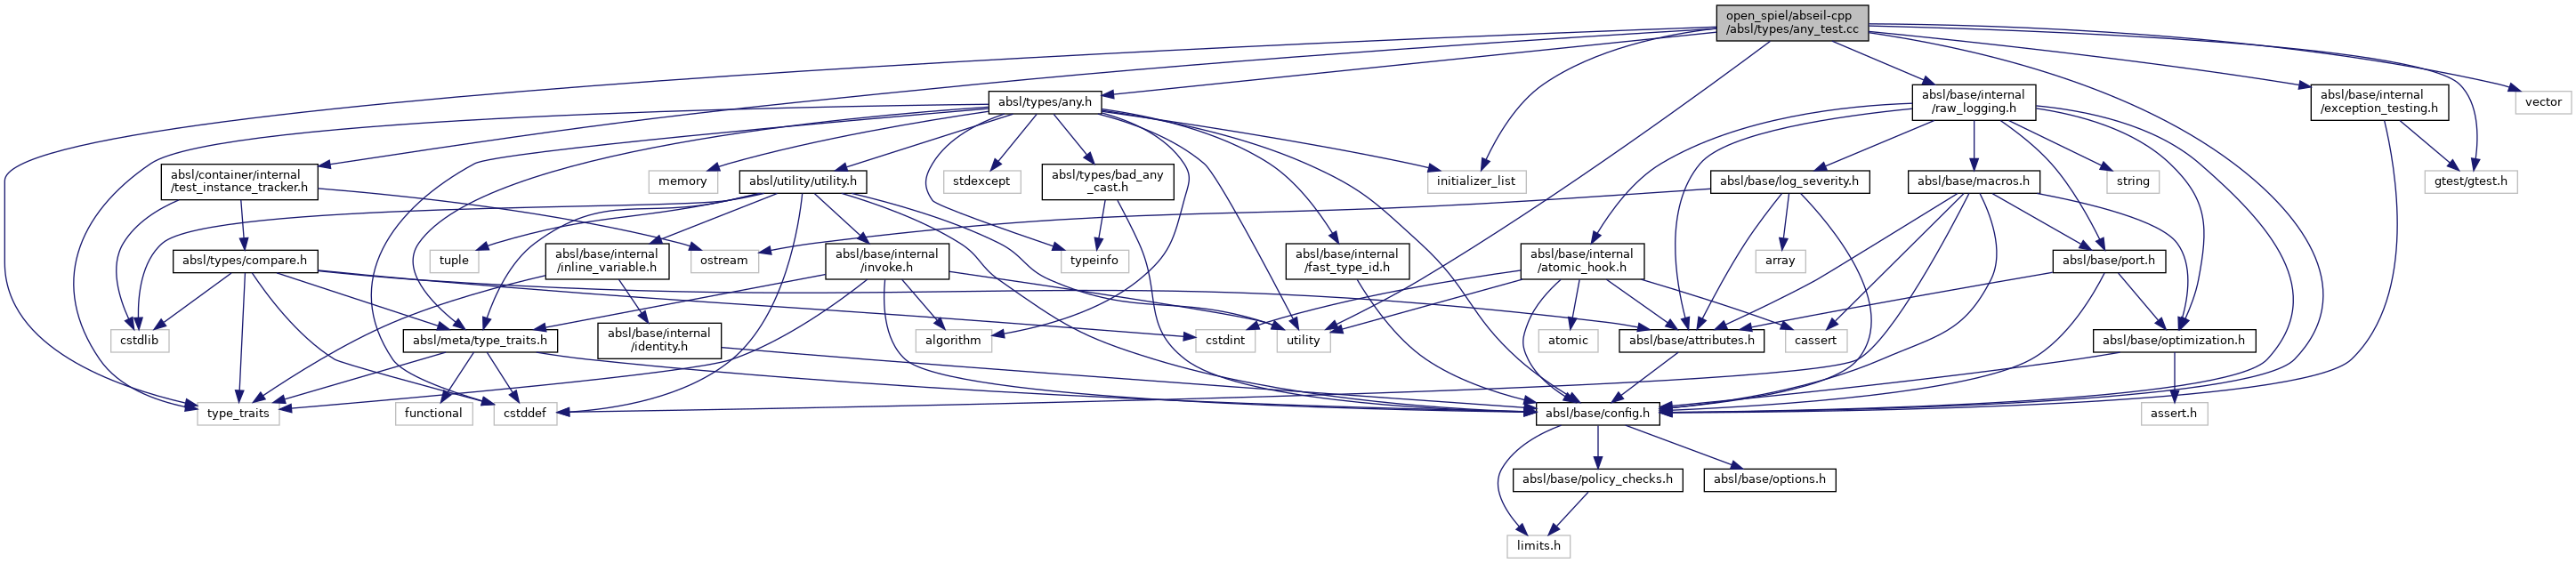 open_spiel/abseil-cpp
/absl/types/any_test.cc
absl/types/any.h
absl/base/internal
/raw_logging.h
absl/base/internal
/exception_testing.h
vector
absl/container/internal
/test_instance_tracker.h
memory
absl/utility/utility.h
stdexcept
absl/types/bad_any
_cast.h
initializer_list
absl/base/log_severity.h
absl/base/macros.h
string
gtest/gtest.h
absl/types/compare.h
tuple
absl/base/internal
/inline_variable.h
ostream
absl/base/internal
/invoke.h
typeinfo
absl/base/internal
/fast_type_id.h
absl/base/internal
/atomic_hook.h
array
absl/base/port.h
cstdlib
absl/meta/type_traits.h
absl/base/internal
/identity.h
algorithm
cstdint
utility
atomic
absl/base/attributes.h
cassert
absl/base/optimization.h
type_traits
functional
cstddef
absl/base/config.h
assert.h
absl/base/policy_checks.h
absl/base/options.h
limits.h